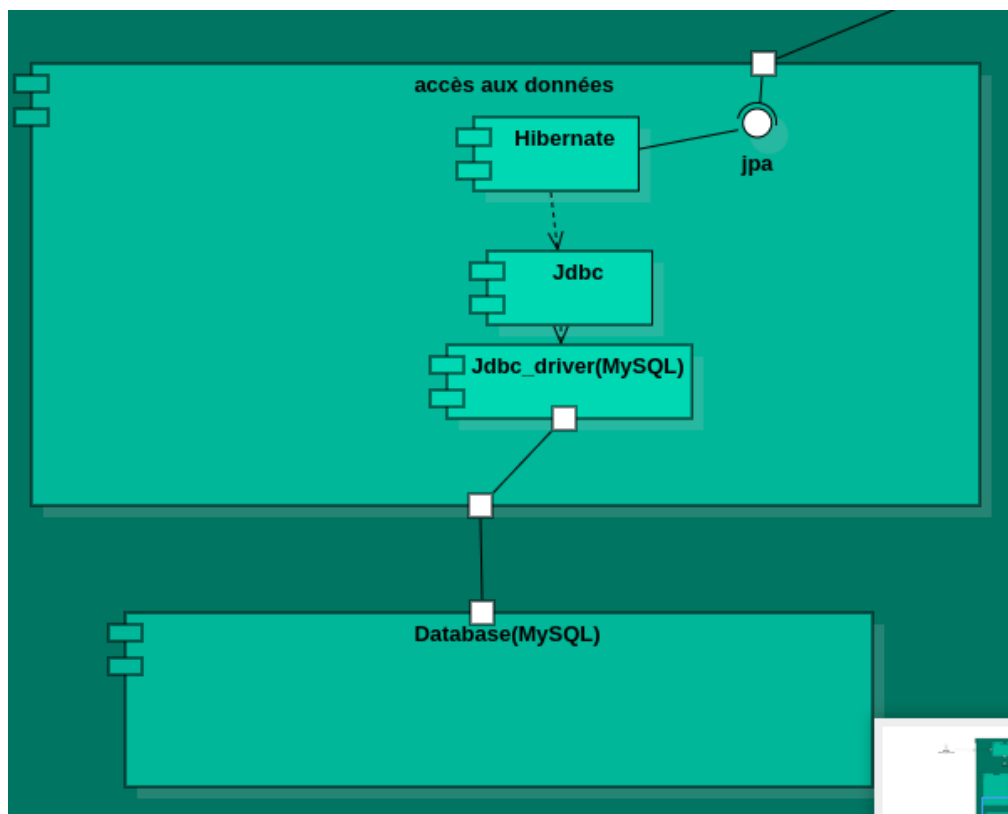 accès aux données
Hibernate
jpa
Jdbc
Jdbc_driver(MySQL)
Database(MySQL)